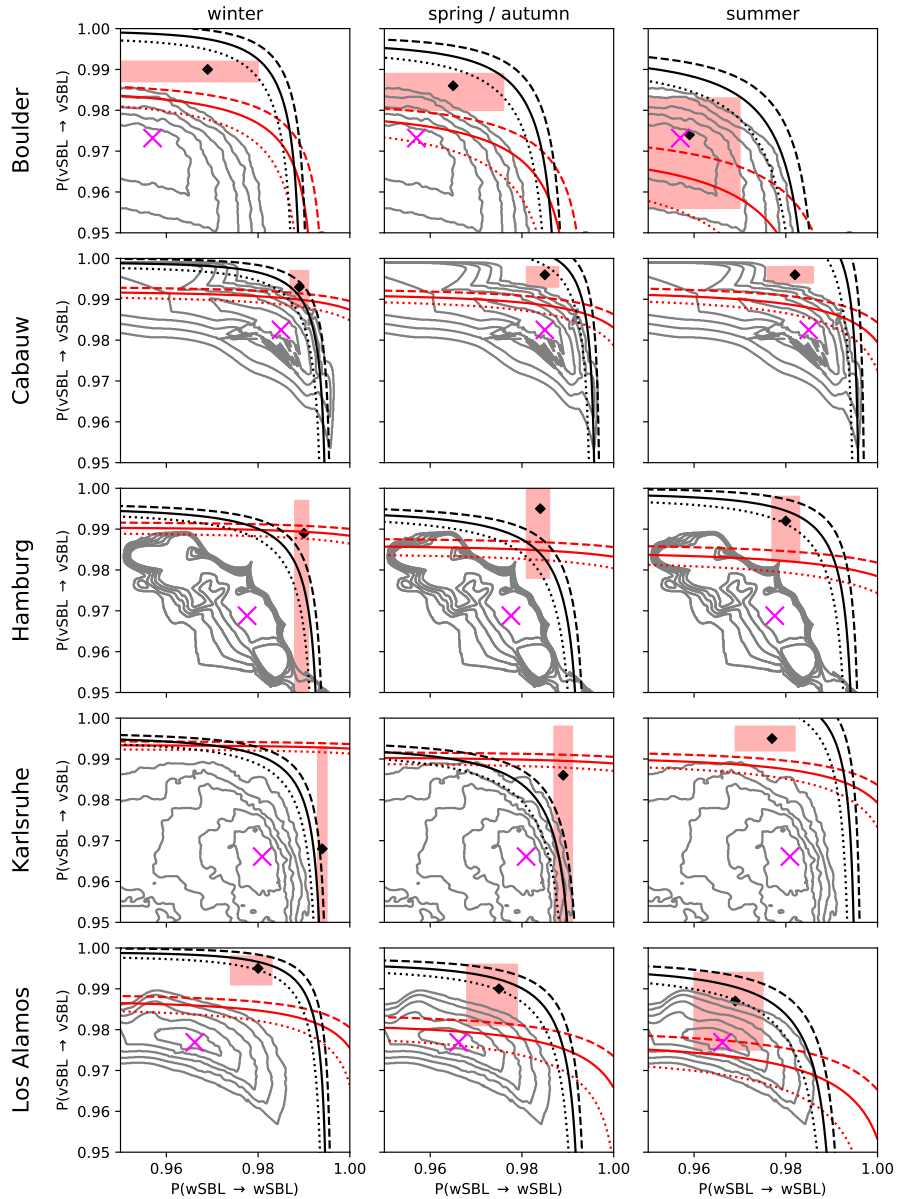 winter spring / autumn summer
Boulder
P(vSBL → vSBL)
1.00
0.99
0.98
0.97
0.96
0.95
Cabauw
P(vSBL → vSBL)
1.00
0.99
0.98
0.97
0.96
0.95
Hamburg
P(vSBL → vSBL)
1.00
0.99
0.98
0.97
0.96
0.95
Karlsruhe
P(vSBL → vSBL)
1.00
0.99
0.98
0.97
0.96
0.95
Los Alamos
P(vSBL → vSBL)
1.00
0.99
0.98
0.97
0.96
0.95
0.96 0.98 1.00 0.96 0.98 1.00 0.96 0.98 1.00
P(wSBL → wSBL) P(wSBL → wSBL) P(wSBL → wSBL)